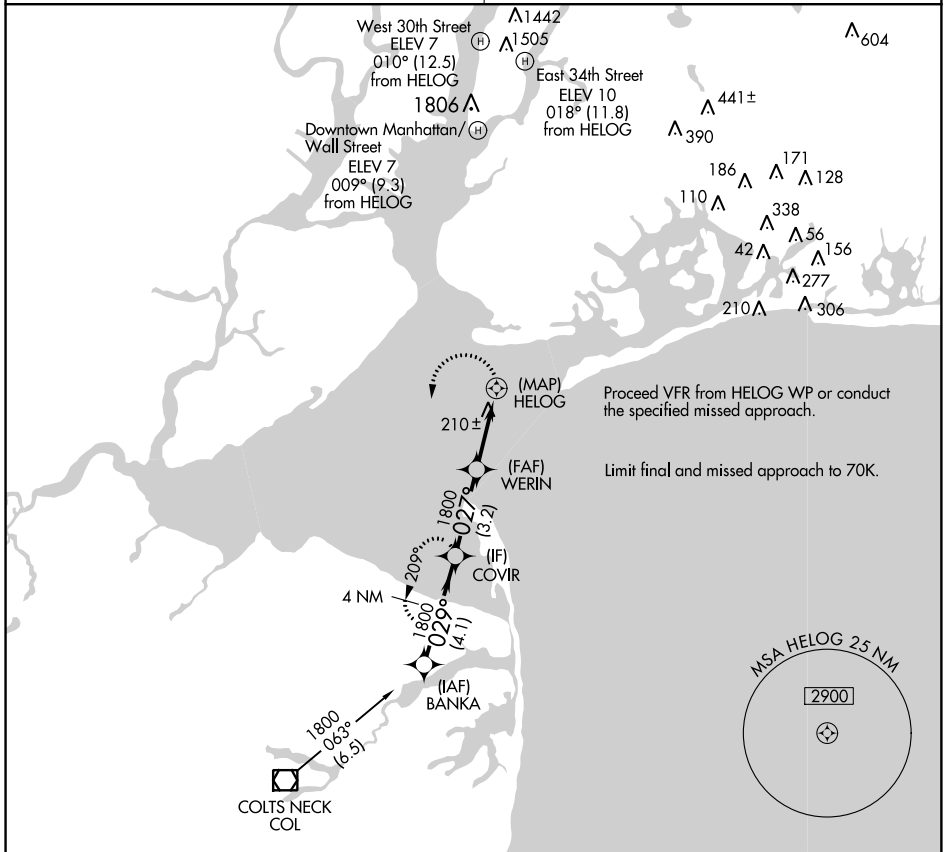 1442
West 30th Street
ELEV 7
010° (12.5)
from HELOG
1505
604
East 34th Street
ELEV 10
018° (11.8)
from HELOG
1806
Downtown Manhattan/
Wall Street
ELEV 7
009° (9.3)
from HELOG
441±
390
171
186
128
110
338
56
42
156
277
210
306
(MAP)
HELOG
210±
Proceed VFR from HELOG WP or conduct
the specified missed approach.
(FAF)
WERIN
Limit final and missed approach to 70K.
1800
027°
(3.2)
(IF)
COVIR
209°
4 NM
1800
029°
(4.1)
(IAF)
BANKA
1800
063°
(6.5)
COLTS NECK
COL
MSA HELOG 25 NM
2900
H
H
H